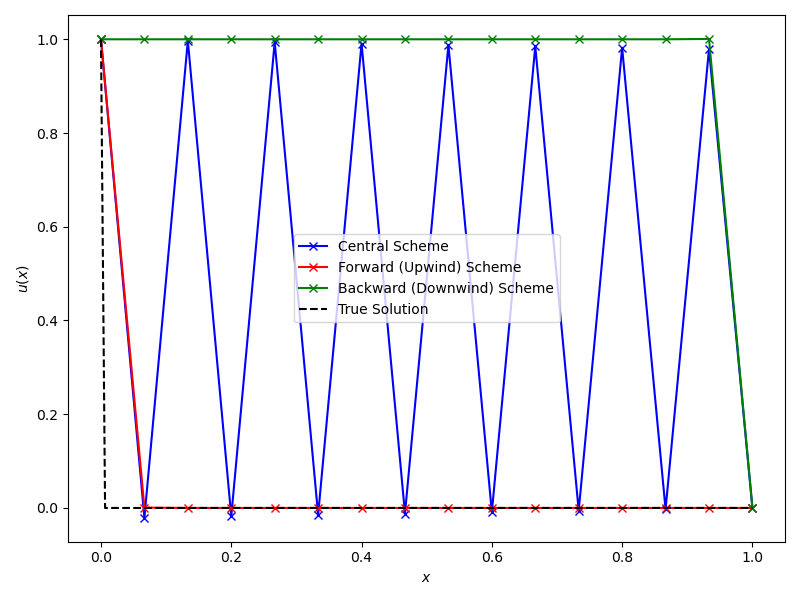 1.0
0.8
0.6
0.4
0.2
0.0
u(x)
Central Scheme
Forward (Upwind) Scheme
Backward (Downwind) Scheme
True Solution
0.0
0.2
0.4
0.6
0.8
1.0
x